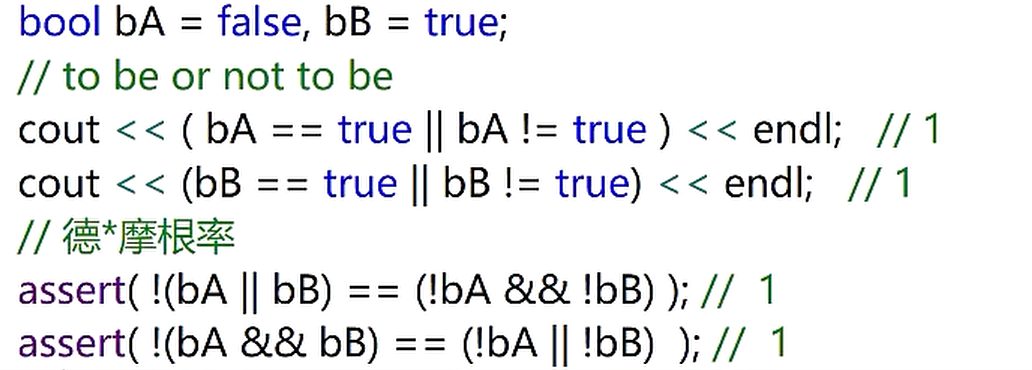 bool bA = false, bB = true;
// to be or not to be
cout << ( bA == true || bA != true ) << endl;   // 1
cout << (bB == true || bB != true) << endl;   // 1
// 德*摩根率
assert( !(bA || bB) == (!bA && !bB) ); //  1
assert( !(bA && bB) == (!bA || !bB)  ); //  1